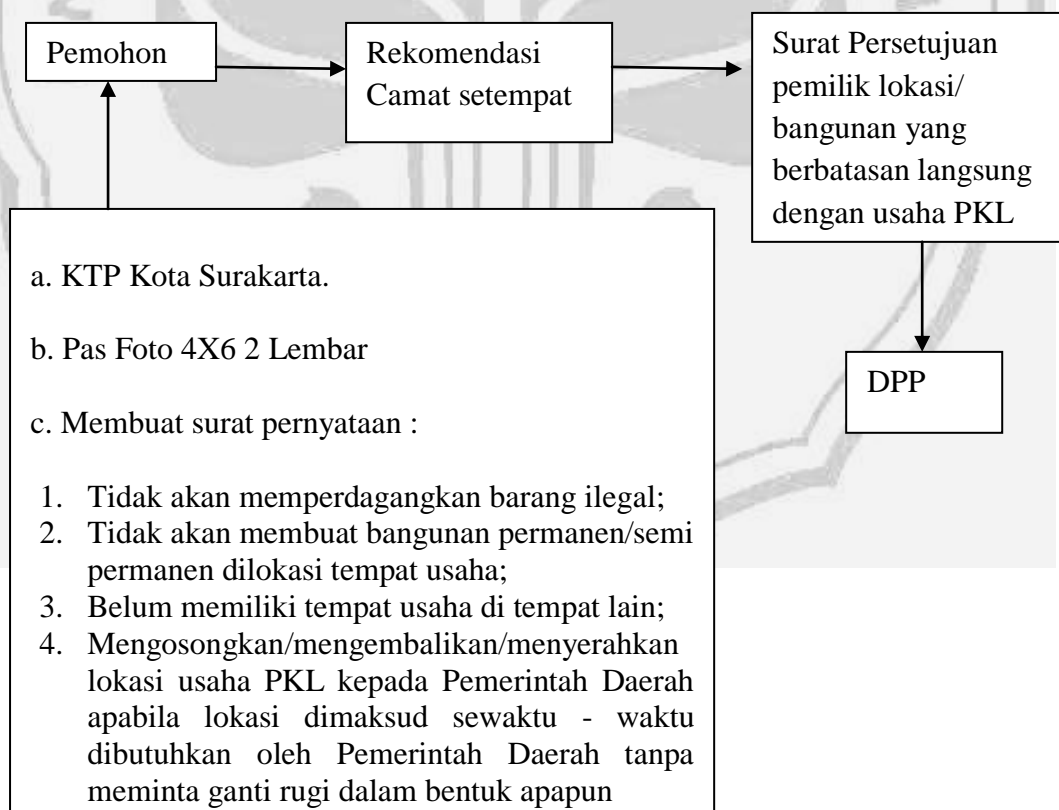 Pemohon
Rekomendasi
Camat setempat
Surat Persetujuan
pemilik lokasi/
bangunan yang
berbatasan langsung
dengan usaha PKL
DPP
a. KTP Kota Surakarta.
b. Pas Foto 4X6 2 Lembar
c. Membuat surat pernyataan :
1. Tidak akan memperdagangkan barang ilegal;
2. Tidak akan membuat bangunan permanen/semi
permanen dilokasi tempat usaha;
3. Belum memiliki tempat usaha di tempat lain;
4. Mengosongkan/mengembalikan/menyerahkan
lokasi usaha PKL kepada Pemerintah Daerah
apabila lokasi dimaksud sewaktu - waktu
dibutuhkan oleh Pemerintah Daerah tanpa
meminta ganti rugi dalam bentuk apapun